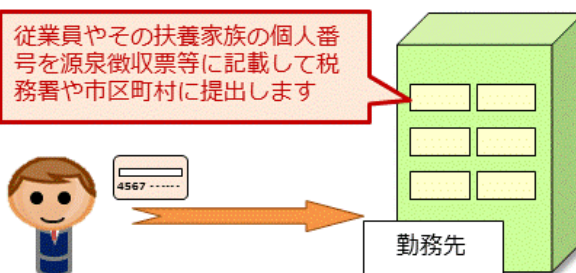 従業員やその扶養家族の個人番
号を源泉徴収票等に記載して税
務署や市区町村に提出します
4567 ------
勤務先